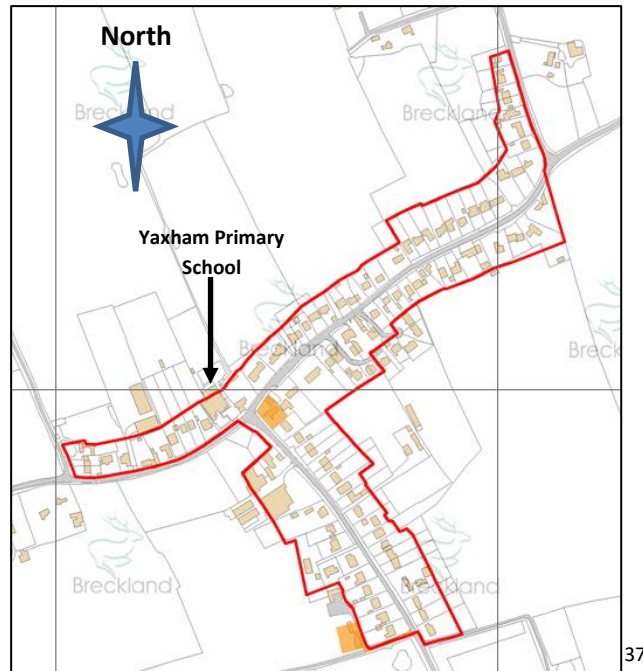 North
Breckland
Yaxham Primary
School
Breckland
Breckland
Breck
Breckland
Breckland
37